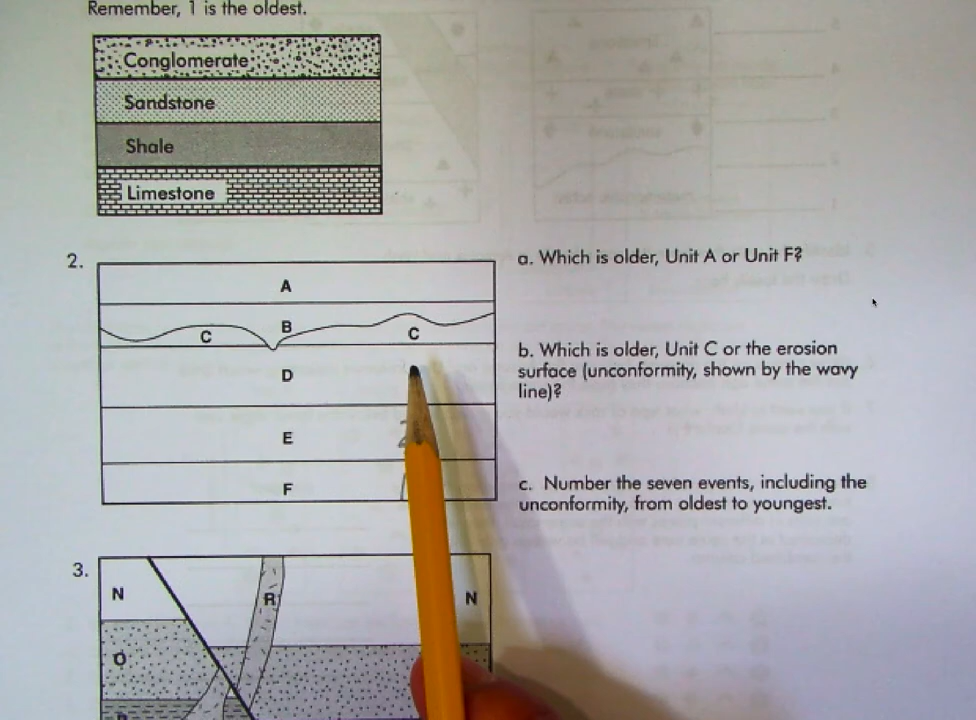 Remember, 1 is the oldest.
Conglomerate
Sandstone
Shale
Limestone
2.
A
B
C
C
D
E
2
F
1
a. Which is older, Unit A or Unit F?
b. Which is older, Unit C or the erosion
surface (unconformity, shown by the wavy
line)?
c. Number the seven events, including the
unconformity, from oldest to youngest.
3.
N
R
N
O